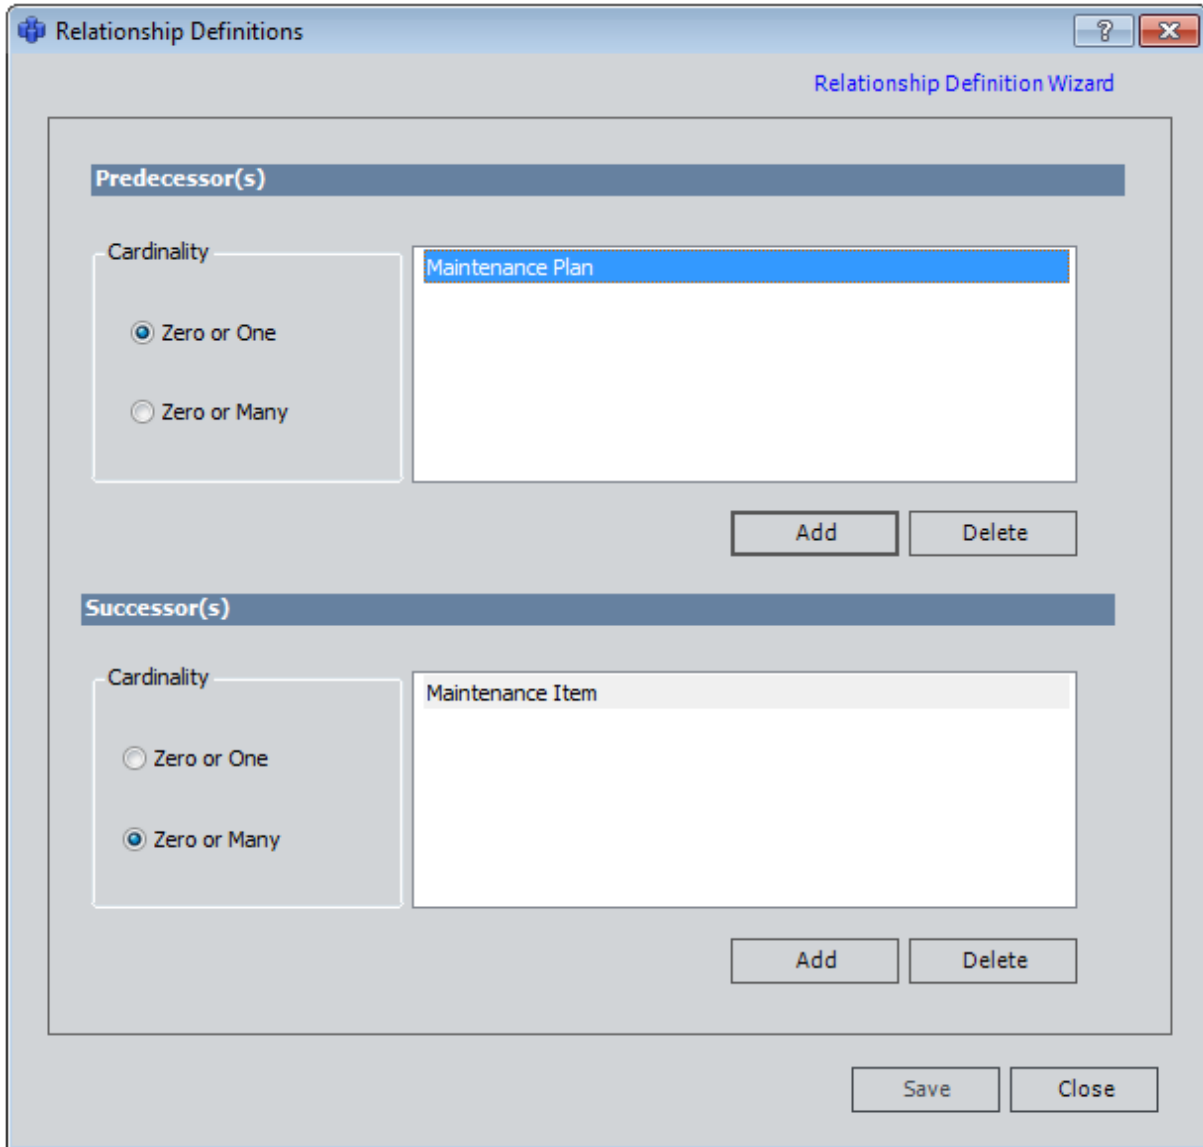 Relationship Definitions
?
Relationship Definition Wizard
Predecessor(s)
Cardinality
Maintenance Plan
Zero or One
Zero or Many
Add Delete
Successor(s)
Cardinality
Maintenance Item
Zero or One
Zero or Many
Add Delete
Save Close